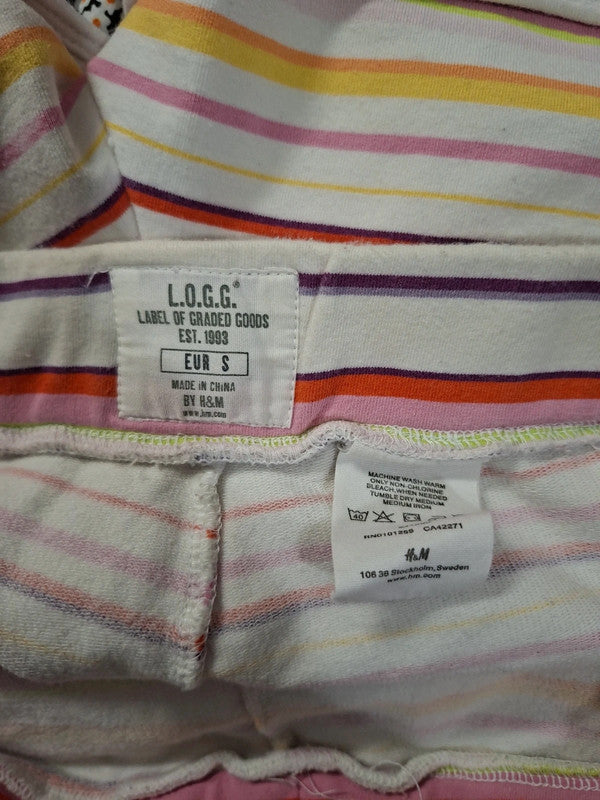 L.O.G.G.®
LABEL OF GRADED GOODS
EST. 1993
EUR S
MADE IN CHINA
BY H&M
www.hm.com
MACHINE WASH WARM
ONLY NON-CHLORINE
BLEACH, WHEN NEEDED
TUMBLE DRY MEDIUM
MEDIUM IRON
40
RN0101255 CA42271
H&M
106 38 Stockholm, Sweden
www.hm.com